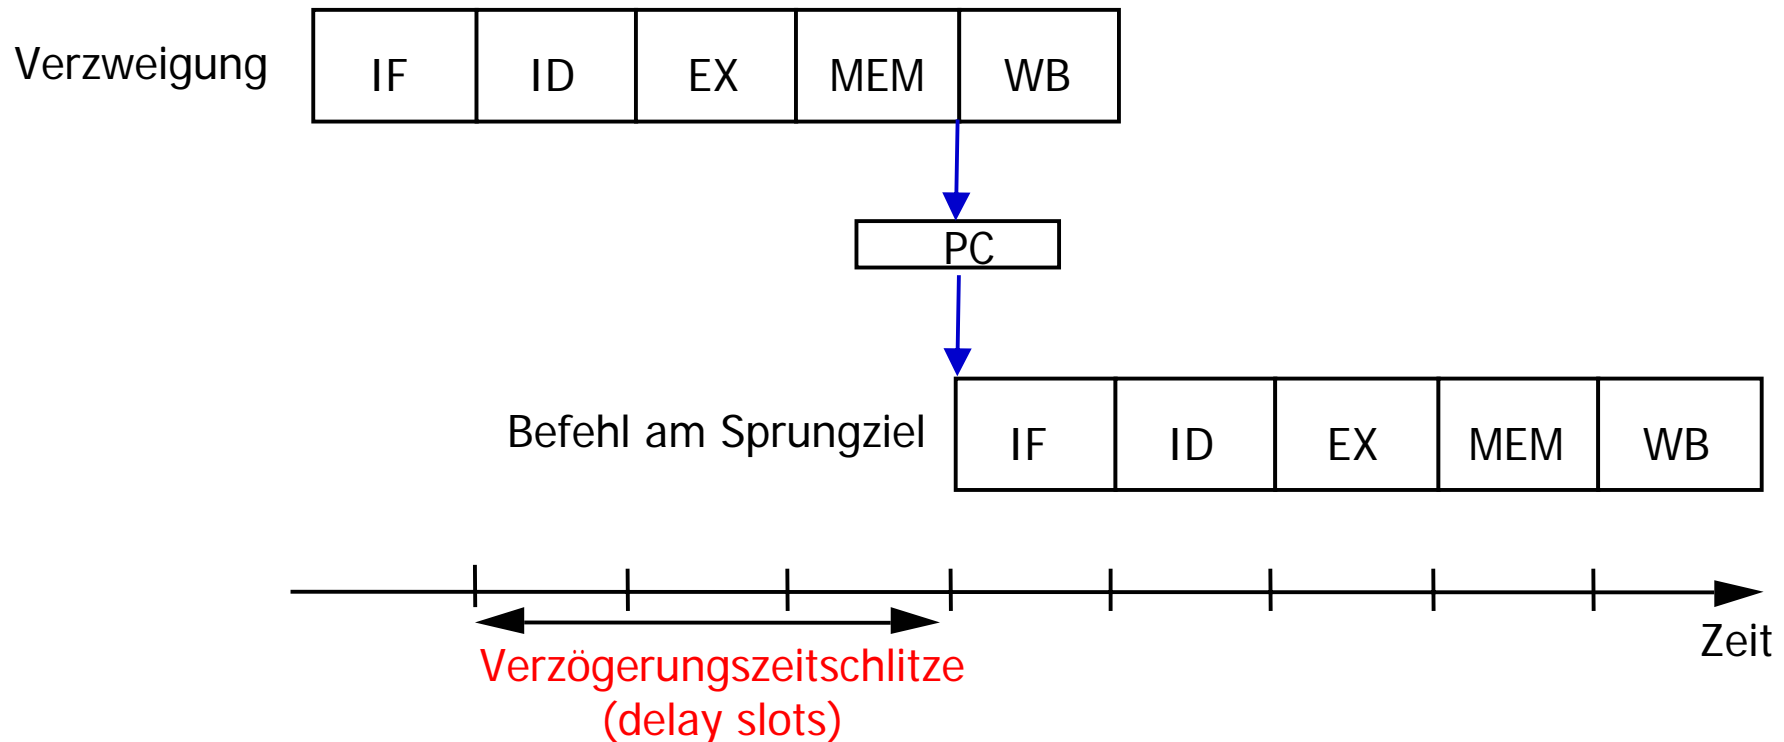 Verzweigung IF ID EX MEM WB
PC
Befehl am Sprungziel IF ID EX MEM WB
Zeit
Verzögerungszeitschlitze
(delay slots)